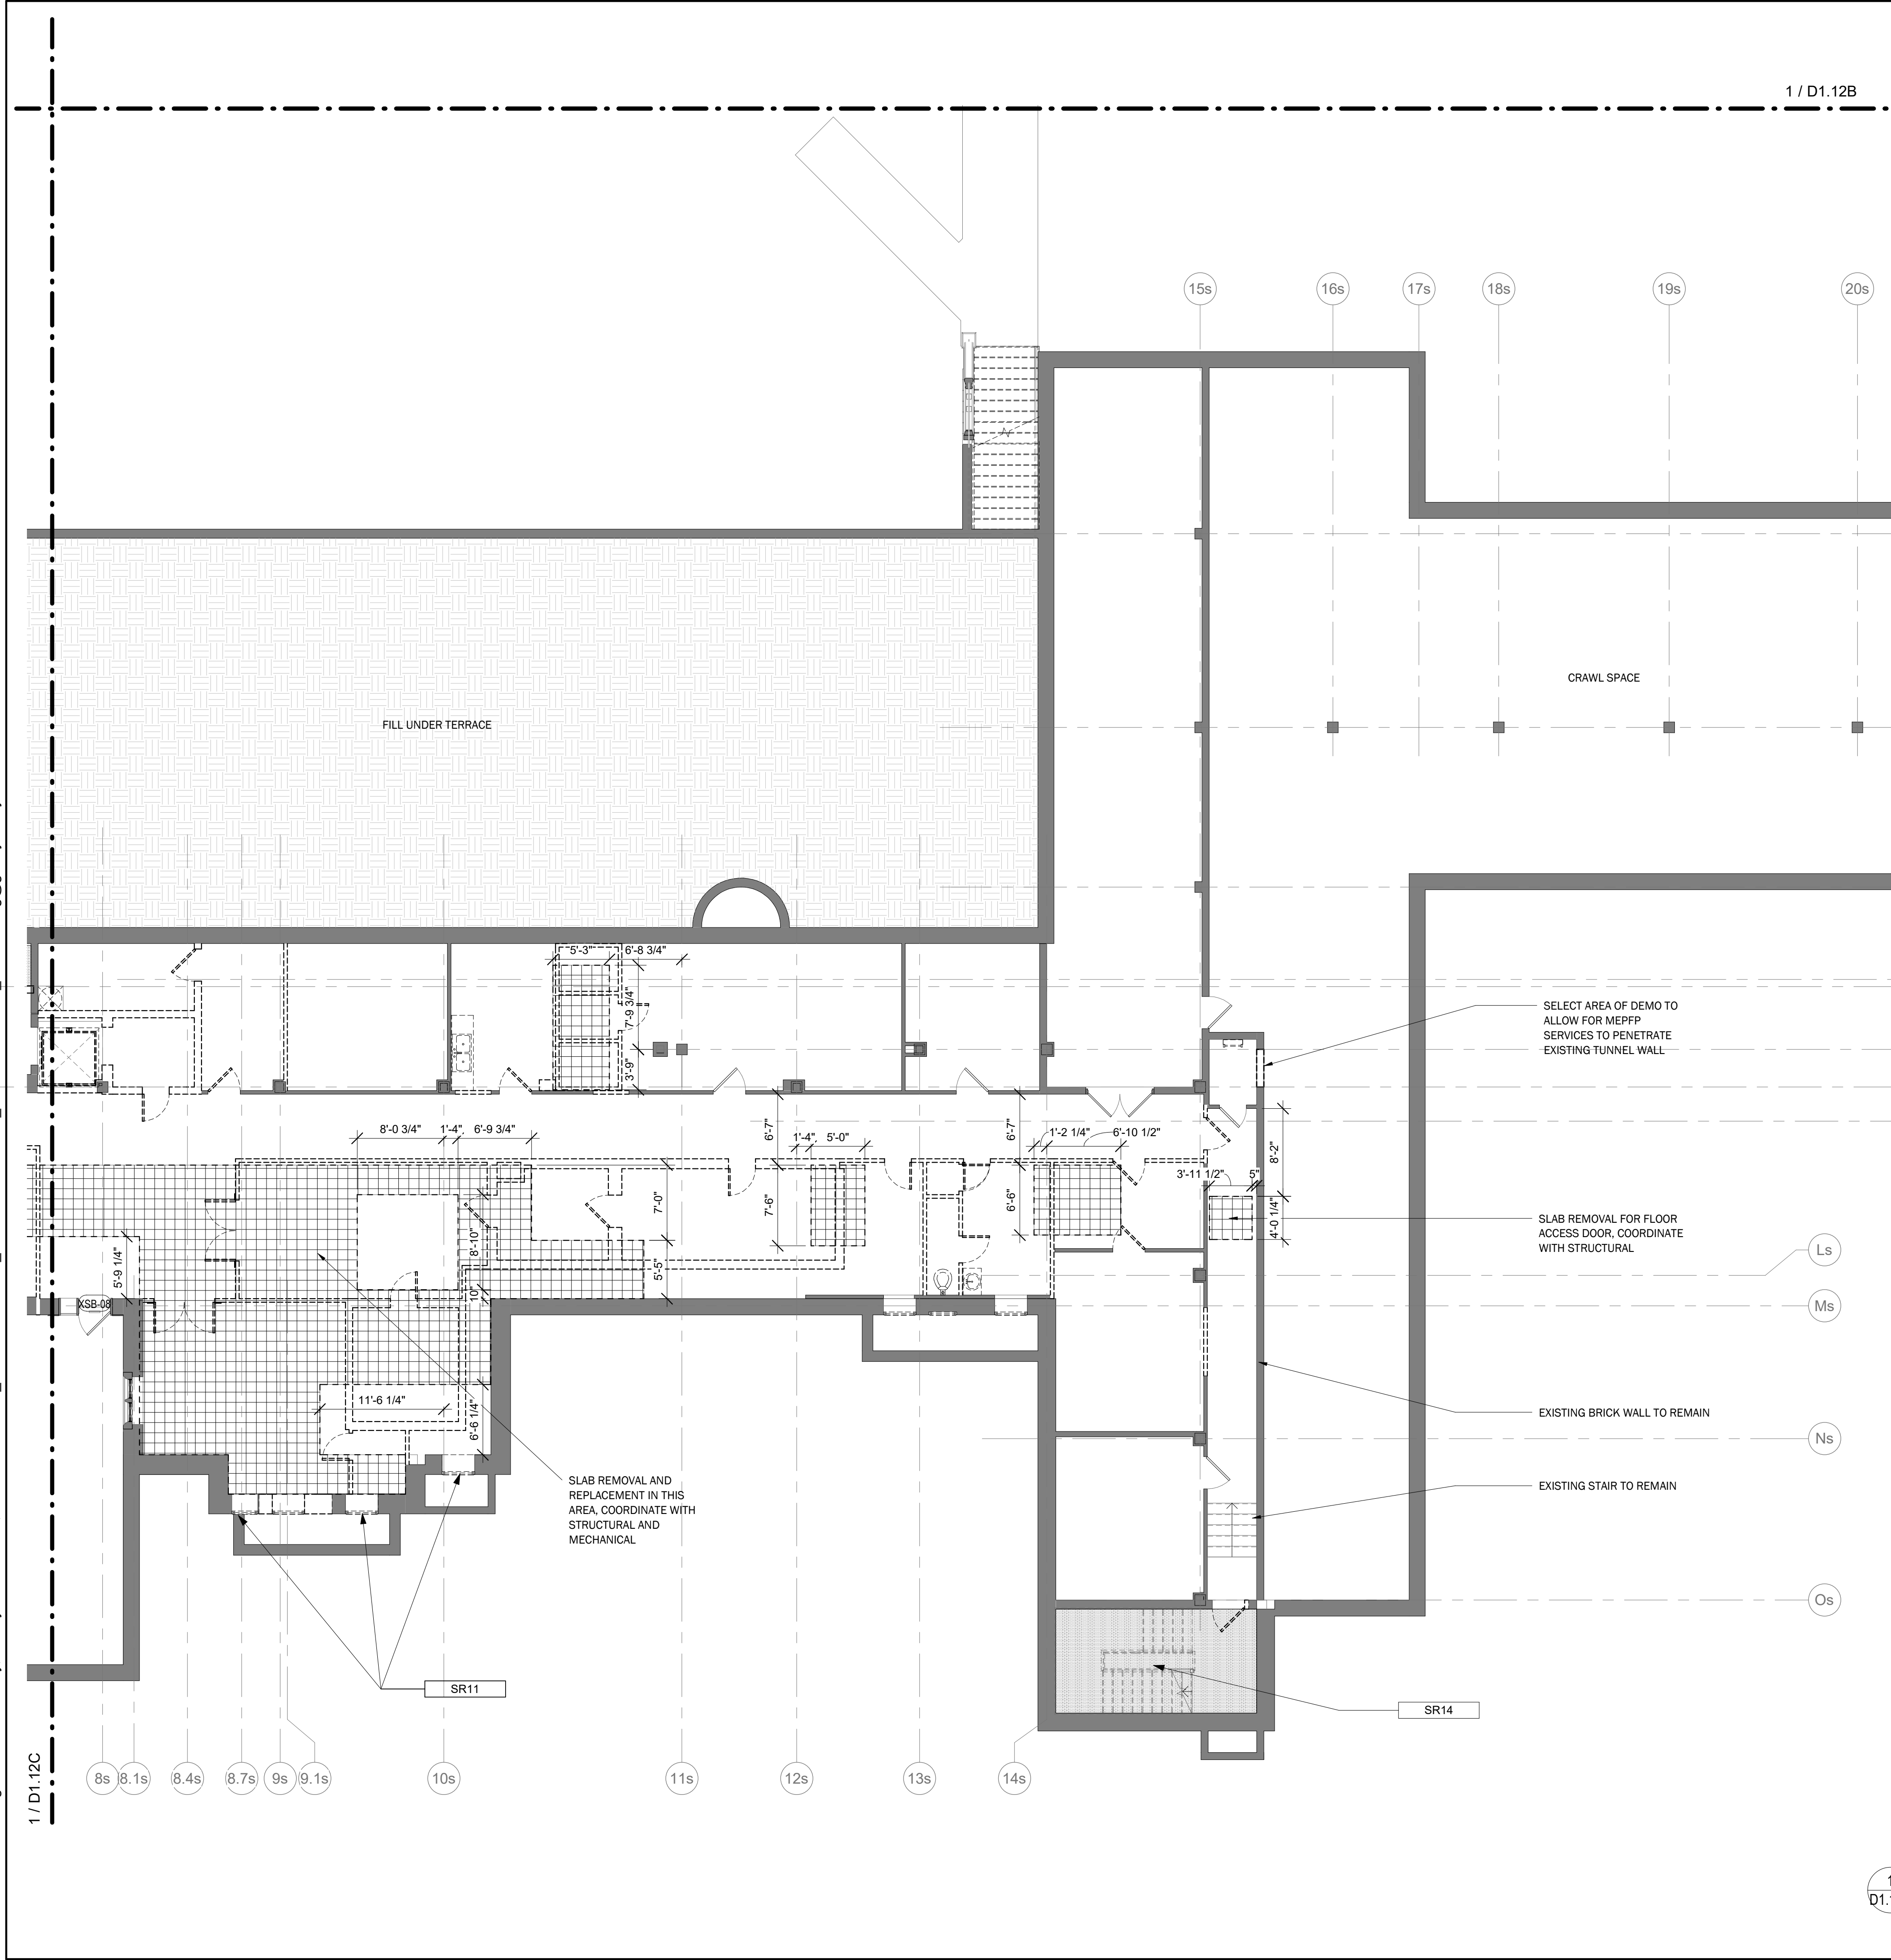 1 / D1.12B
15s
16s
17s
18s
19s
20s
CRAWL SPACE
FILL UNDER TERRACE
5'-3"
6'-8 3/4"
7'-9 3/4"
3'-9"
SELECT AREA OF DEMO TO
ALLOW FOR MEPFP
SERVICES TO PENETRATE
EXISTING TUNNEL WALL
8'-0 3/4"
1'-4"
6'-9 3/4"
6'-7"
1'-4"
5'-0"
6'-7"
1'-2 1/4"
6'-10 1/2"
8'-2"
3'-11 1/2"
5"
7'-0"
7'-6"
6'-6"
4'-0 1/4"
SLAB REMOVAL FOR FLOOR
ACCESS DOOR, COORDINATE
WITH STRUCTURAL
Ls
5'-9 1/4"
8'-10"
5'-5"
10"
XSB-08
Ms
11'-6 1/4"
6'-6 1/4"
EXISTING BRICK WALL TO REMAIN
Ns
SLAB REMOVAL AND
REPLACEMENT IN THIS
AREA, COORDINATE WITH
STRUCTURAL AND
MECHANICAL
EXISTING STAIR TO REMAIN
Os
SR11
SR14
1 / D1.12C
8s
8.1s
8.4s
8.7s
9s
9.1s
10s
11s
12s
13s
14s